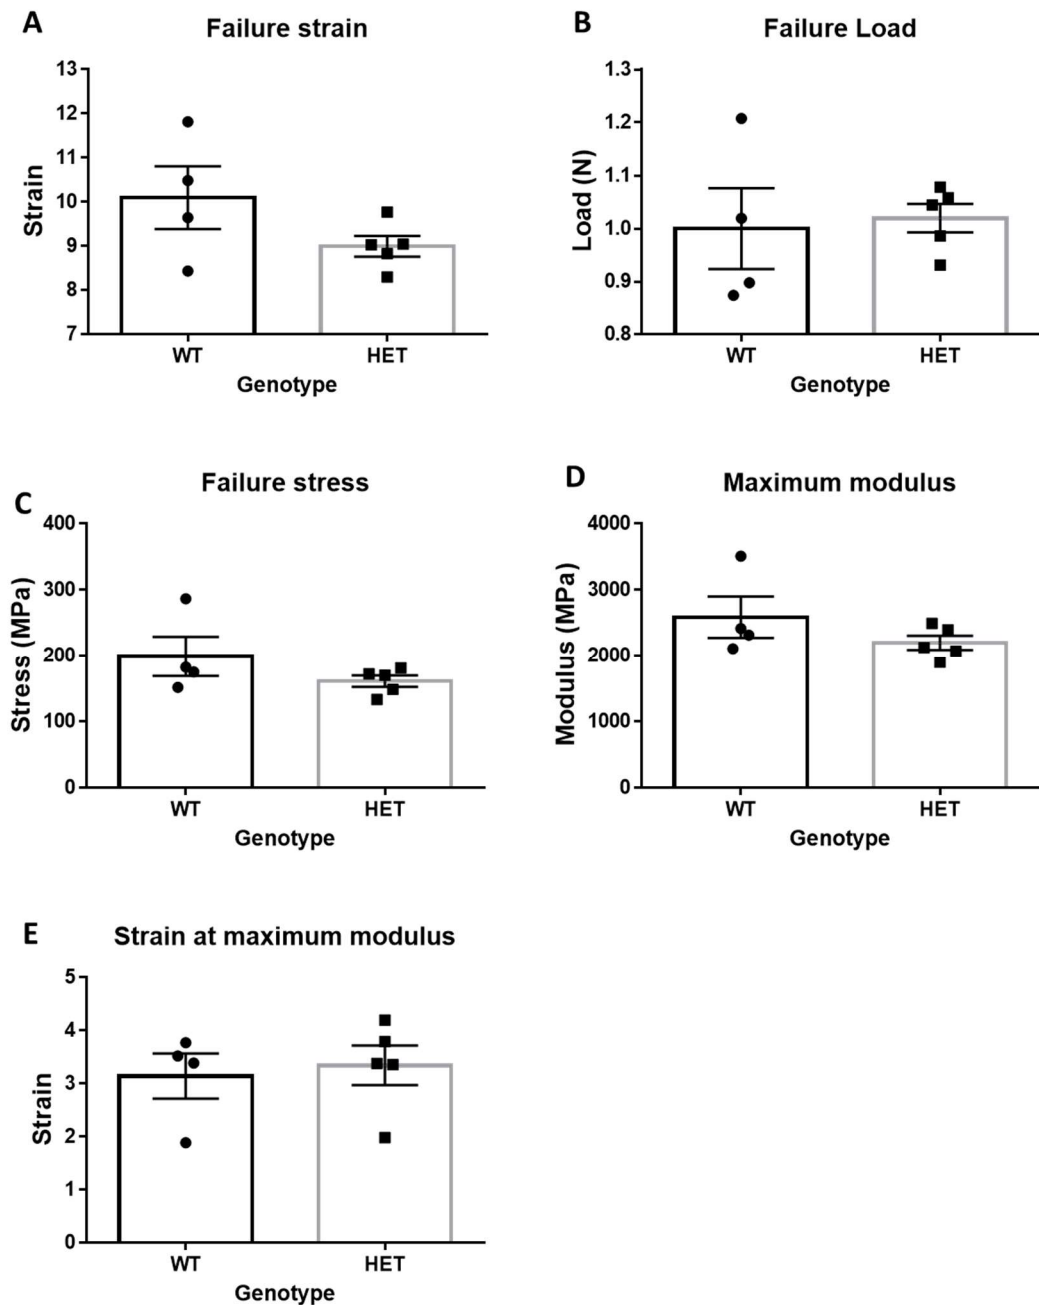 A
Failure strain
13
12
11
10
9
8
7
Strain
WT
HET
Genotype
B
Failure Load
1.3
1.2
1.1
1.0
0.9
0.8
Load (N)
WT
HET
Genotype
C
Failure stress
400
300
200
100
0
Stress (MPa)
WT
HET
Genotype
D
Maximum modulus
4000
3000
2000
1000
0
Modulus (MPa)
WT
HET
Genotype
E
Strain at maximum modulus
5
4
3
2
1
0
Strain
WT
HET
Genotype